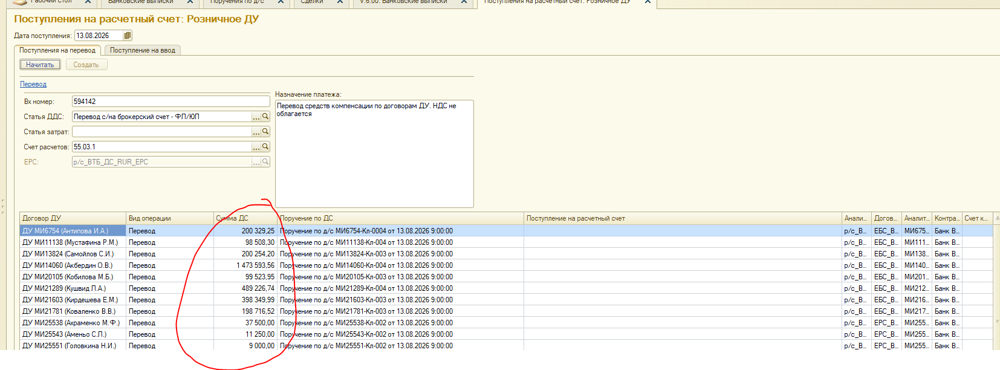 Рабочий стол Банковские выписки Поручения по д/с Сделки V.6.00. Банковские выписки Поступления на расчетный счет: Розничное ДУ
Поступления на расчетный счет: Розничное ДУ
Дата поступления: 13.08.2026
Поступления на перевод Поступление на ввод
Начитать Создать
Перевод
Назначение платежа:
Вх номер: 594142
Перевод средств компенсации по договорам ДУ. НДС не
облагается
Статья ДДС: Перевод с/на брокерский счет - ФЛ/ЮЛ
Статья затрат:
Счет расчетов: 55.03.1
ЕРС: р/с_ВТБ_ДС_RUR_ЕРС
Договор ДУ Вид операции Сумма ДС Поручение по ДС Поступление на расчетный счет Анали... Догов... Аналит... Контра... Счет к...
ДУ МИ6754 (Антипова И.А.) Перевод 200 329,25 Поручение по д/с МИ6754-Кл-0004 от 13.08.2026 9:00:00 р/с_В... ЕБС_В... МИ675... Банк В...
ДУ МИ11138 (Мустафина Р.М.) Перевод 98 508,30 Поручение по д/с МИ11138-Кл-004 от 13.08.2026 9:00:00 р/с_В... ЕБС_В... МИ111... Банк В...
ДУ МИ13824 (Самойлов С.И.) Перевод 200 254,20 Поручение по д/с МИ13824-Кл-003 от 13.08.2026 9:00:00 р/с_В... ЕБС_В... МИ138... Банк В...
ДУ МИ14060 (Акбердин О.В.) Перевод 1 473 593,56 Поручение по д/с МИ14060-Кл-004 от 13.08.2026 9:00:00 р/с_В... ЕБС_В... МИ140... Банк В...
ДУ МИ20105 (Кобилова М.Б.) Перевод 99 523,95 Поручение по д/с МИ20105-Кл-003 от 13.08.2026 9:00:00 р/с_В... ЕБС_В... МИ201... Банк В...
ДУ МИ21289 (Кушвид Л.А.) Перевод 489 226,74 Поручение по д/с МИ21289-Кл-004 от 13.08.2026 9:00:00 р/с_В... ЕБС_В... МИ212... Банк В...
ДУ МИ21603 (Кирдешева Е.М.) Перевод 398 349,99 Поручение по д/с МИ21603-Кл-003 от 13.08.2026 9:00:00 р/с_В... ЕБС_В... МИ216... Банк В...
ДУ МИ21781 (Коваленко В.В.) Перевод 198 716,52 Поручение по д/с МИ21781-Кл-003 от 13.08.2026 9:00:00 р/с_В... ЕБС_В... МИ217... Банк В...
ДУ МИ25538 (Ахраменко М.Ф.) Перевод 37 500,00 Поручение по д/с МИ25538-Кл-002 от 13.08.2026 9:00:00 р/с_В... ЕРС_В... МИ255... Банк В...
ДУ МИ25543 (Аменьо С.Л.) Перевод 11 250,00 Поручение по д/с МИ25543-Кл-002 от 13.08.2026 9:00:00 р/с_В... ЕРС_В... МИ255... Банк В...
ДУ МИ25551 (Головкина Н.И.) Перевод 9 000,00 Поручение по д/с МИ25551-Кл-002 от 13.08.2026 9:00:00 р/с_В... ЕРС_В... МИ255... Банк В...